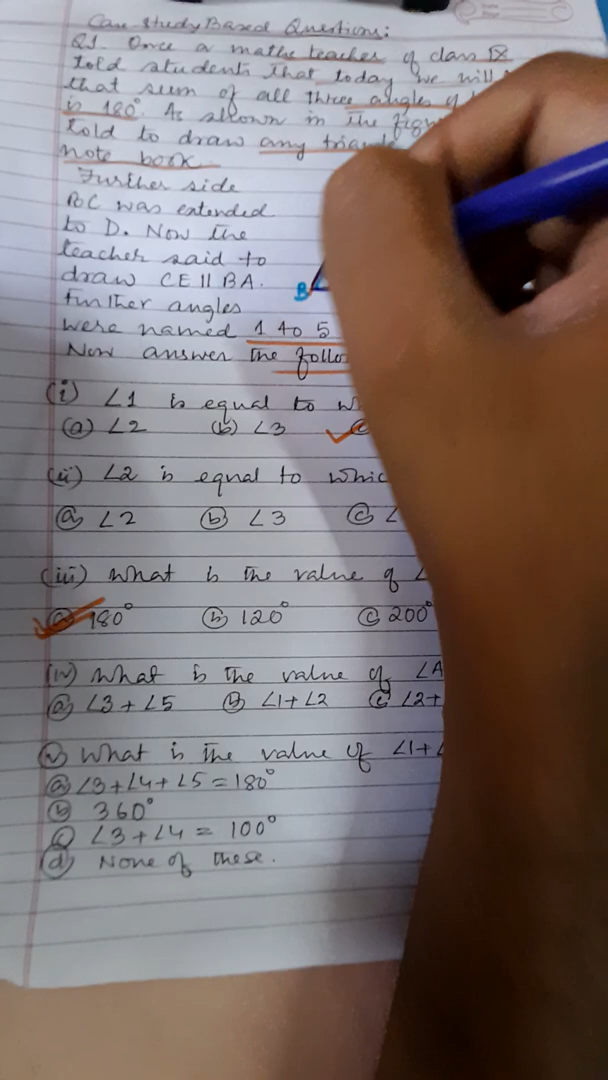 Case Study Based Questions:
Q1. Once a maths teacher of class IX
told students that today we will
that sum of all three angles of
is 180°. As shown in the
told to draw any triangle
note book.
Further side
BC was extended
to D. Now the
teacher said to
draw CE || BA.
Further angles
were named 1 to 5
Now answer the
B
(i) ∠1 is equal to
(a) ∠2 (b) ∠3
(ii) ∠2 is equal to
(a) ∠2 (b) ∠3 (c) ∠
(iii) What is the value of ∠
(a) 180° (b) 120° (c) 200°
(iv) What is the value of ∠A
(a) ∠3 + ∠5 (b) ∠1 + ∠2 (c) ∠2 +
(v) What is the value of ∠1 +
(a) ∠3 + ∠4 + ∠5 = 180°
(b) 360°
(c) ∠3 + ∠4 = 100°
(d) None of these.